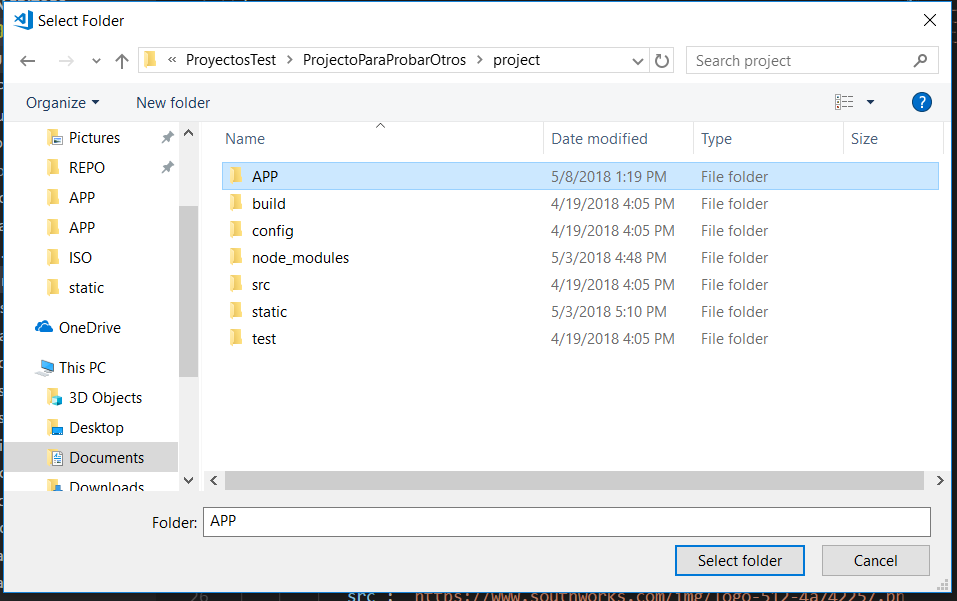 Select Folder
« ProyectosTest > ProjectoParaProbarOtros > project
Search project
Organize
New folder
?
Pictures
REPO
APP
APP
ISO
static
OneDrive
This PC
3D Objects
Desktop
Documents
Downloads
Name Date modified Type Size
APP 5/8/2018 1:19 PM File folder
build 4/19/2018 4:05 PM File folder
config 4/19/2018 4:05 PM File folder
node_modules 5/3/2018 4:48 PM File folder
src 4/19/2018 4:05 PM File folder
static 5/3/2018 5:10 PM File folder
test 4/19/2018 4:05 PM File folder
Folder: APP
Select folder
Cancel
26 src : https://www.southworks.com/img/logo-512-4a742257.pn